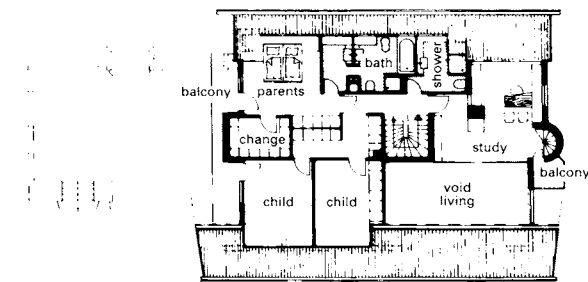 bath
shower
balcony
parents
change
study
balcony
child
child
void
living